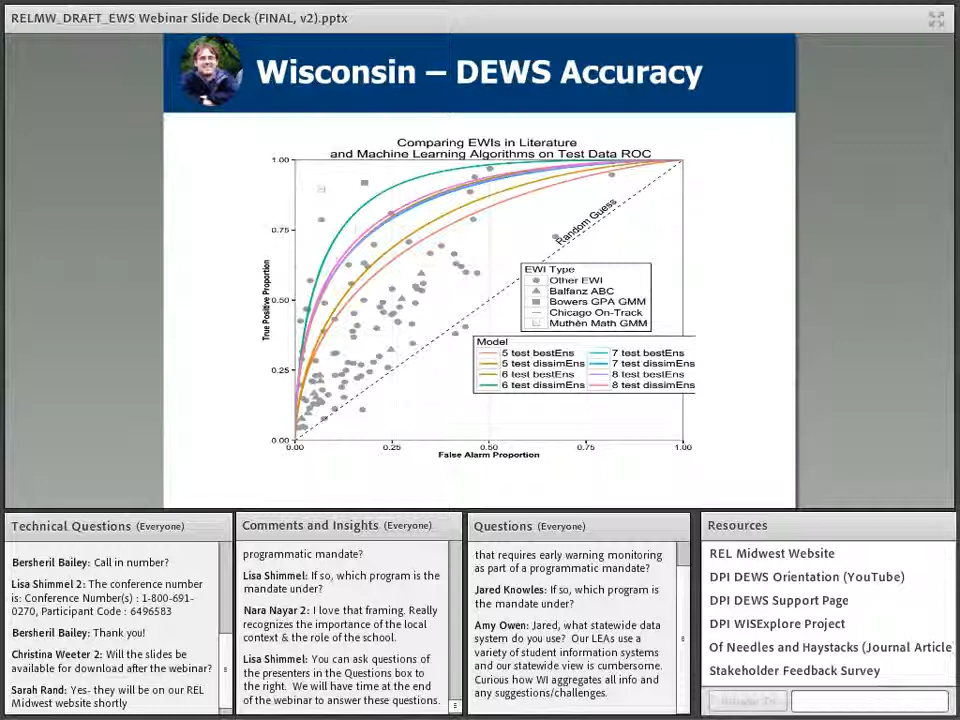 RELMW_DRAFT_EWS Webinar Slide Deck (FINAL, v2).pptx
Wisconsin – DEWS Accuracy
Comparing EWIs in Literature
and Machine Learning Algorithms on Test Data ROC
1.00
0.75
0.50
0.25
0.00
True Positive Proportion
Random Guess
EWI Type
Other EWI
Balfanz ABC
Bowers GPA GMM
Chicago On-Track
Muthén Math GMM
Model
5 test bestEns
7 test bestEns
5 test dissimEns
7 test dissimEns
6 test bestEns
8 test bestEns
6 test dissimEns
8 test dissimEns
0.00
0.25
0.50
0.75
1.00
False Alarm Proportion
Technical Questions (Everyone)
Bersheril Bailey: Call in number?
Lisa Shimmel 2: The conference number
is: Conference Number(s) : 1-800-691-
0270, Participant Code : 6496583
Bersheril Bailey: Thank you!
Christina Weeter 2: Will the slides be
available for download after the webinar?
Sarah Rand: Yes- they will be on our REL
Midwest website shortly
Comments and Insights (Everyone)
programmatic mandate?
Lisa Shimmel: If so, which program is the
mandate under?
Nara Nayar 2: I love that framing. Really
recognizes the importance of the local
context & the role of the school.
Lisa Shimmel: You can ask questions of
the presenters in the Questions box to
the right. We will have time at the end
of the webinar to answer these questions.
Questions (Everyone)
that requires early warning monitoring
as part of a programmatic mandate?
Jared Knowles: If so, which program is
the mandate under?
Amy Owen: Jared, what statewide data
system do you use? Our LEAs use a
variety of student information systems
and our statewide view is cumbersome.
Curious how WI aggregates all info and
any suggestions/challenges.
Resources
REL Midwest Website
DPI DEWS Orientation (YouTube)
DPI DEWS Support Page
DPI WISExplore Project
Of Needles and Haystacks (Journal Article
Stakeholder Feedback Survey